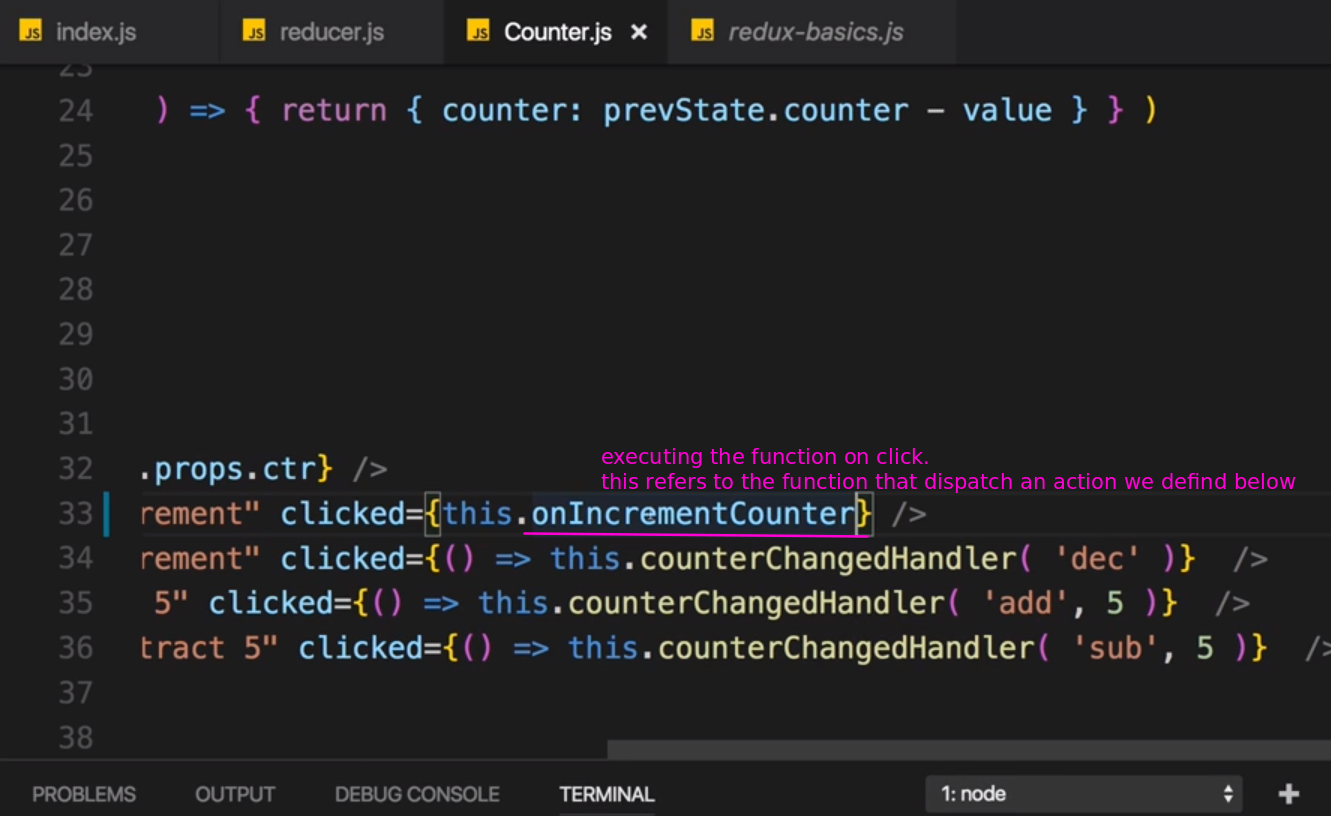 JS index.js JS reducer.js JS Counter.js × JS redux-basics.js
23
24 ) => { return { counter: prevState.counter - value } } )
25
26
27
28
29
30
31
32 .props.ctr} />
executing the function on click.
this refers to the function that dispatch an action we defind below
33 rement" clicked={this.onIncrementCounter} />
34 rement" clicked={() => this.counterChangedHandler( 'dec' )} />
35 5" clicked={() => this.counterChangedHandler( 'add', 5 )} />
36 tract 5" clicked={() => this.counterChangedHandler( 'sub', 5 )} />
37
38
PROBLEMS OUTPUT DEBUG CONSOLE TERMINAL 1: node +